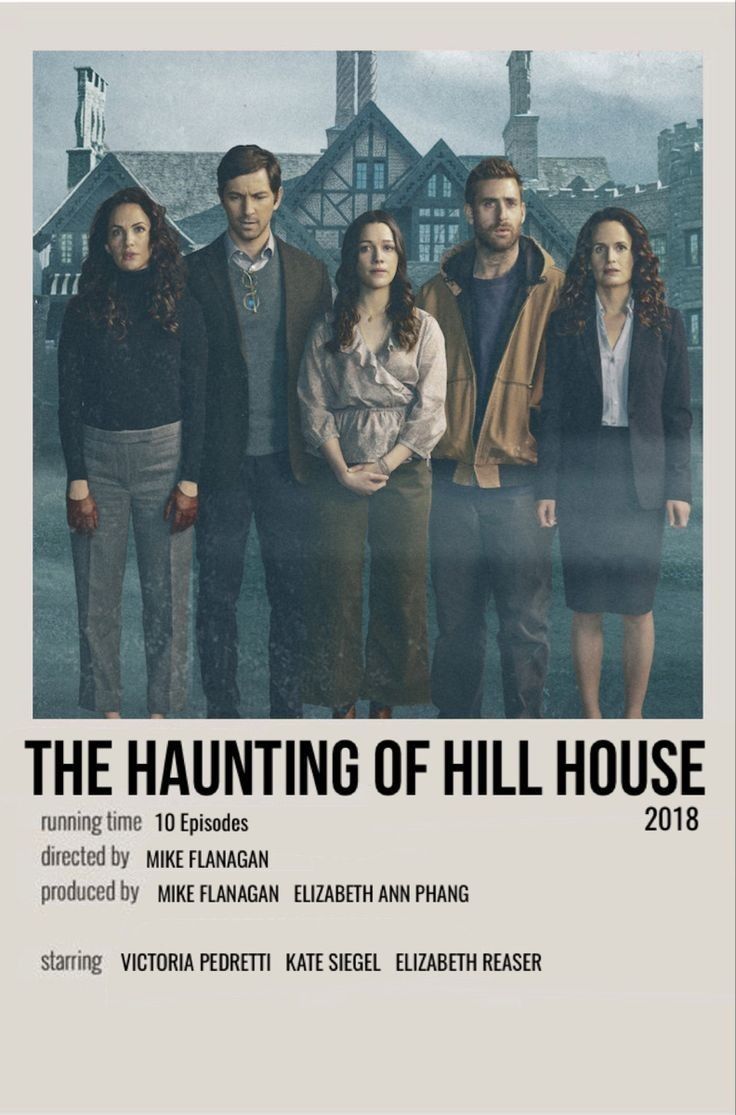 THE HAUNTING OF HILL HOUSE
running time 10 Episodes 2018
directed by MIKE FLANAGAN
produced by MIKE FLANAGAN ELIZABETH ANN PHANG
starring VICTORIA PEDRETTI KATE SIEGEL ELIZABETH REASER